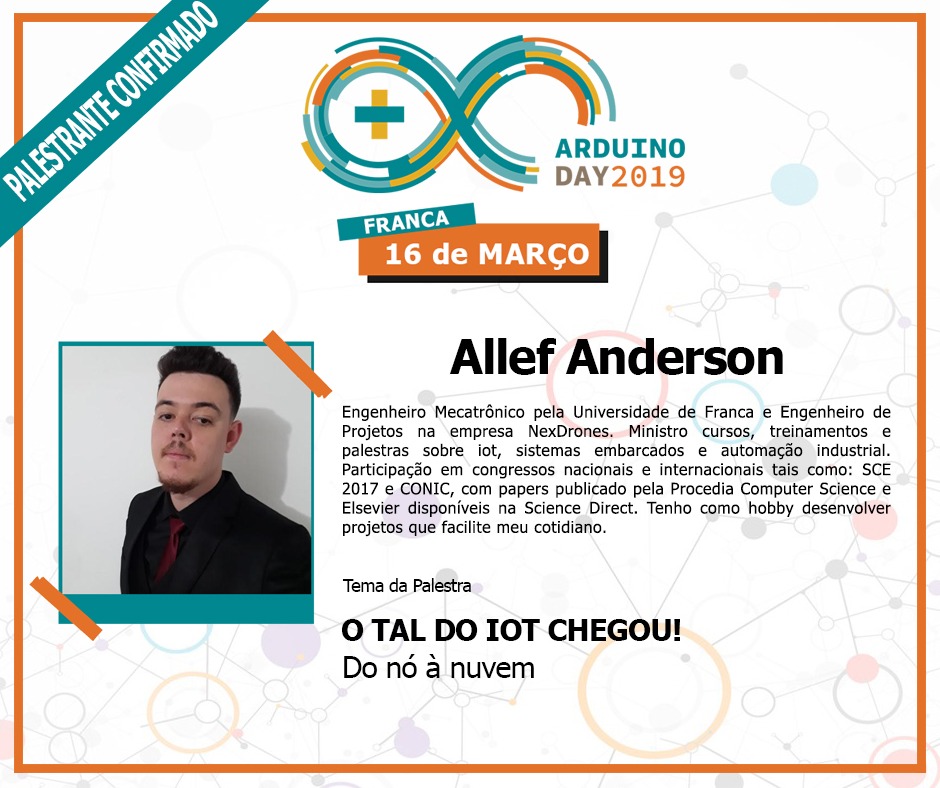 PALESTRANTE CONFIRMADO
ARDUINO
DAY2019
FRANCA
16 de MARÇO
Allef Anderson
Engenheiro Mecatrônico pela Universidade de Franca e Engenheiro de
Projetos na empresa NexDrones. Ministro cursos, treinamentos e
palestras sobre iot, sistemas embarcados e automação industrial.
Participação em congressos nacionais e internacionais tais como: SCE
2017 e CONIC, com papers publicado pela Procedia Computer Science e
Elsevier disponíveis na Science Direct. Tenho como hobby desenvolver
projetos que facilite meu cotidiano.
Tema da Palestra
O TAL DO IOT CHEGOU!
Do nó à nuvem